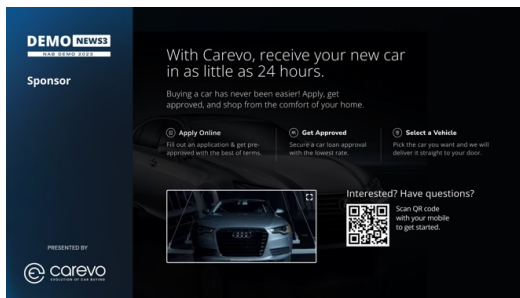 DEMO NEWS3
NAB DEMO 2023
Sponsor
With Carevo, receive your new car
in as little as 24 hours.
Buying a car has never been easier! Apply, get
approved, and shop from the comfort of your home.
Apply Online
Fill out an application & get pre-
approved with the best of terms.
Get Approved
Secure a car loan approval
with the lowest rate.
Select a Vehicle
Pick the car you want and we will
deliver it straight to your door.
Interested? Have questions?
Scan QR code
with your mobile
to get started.
PRESENTED BY
carevo
EVOLUTION OF CAR BUYING